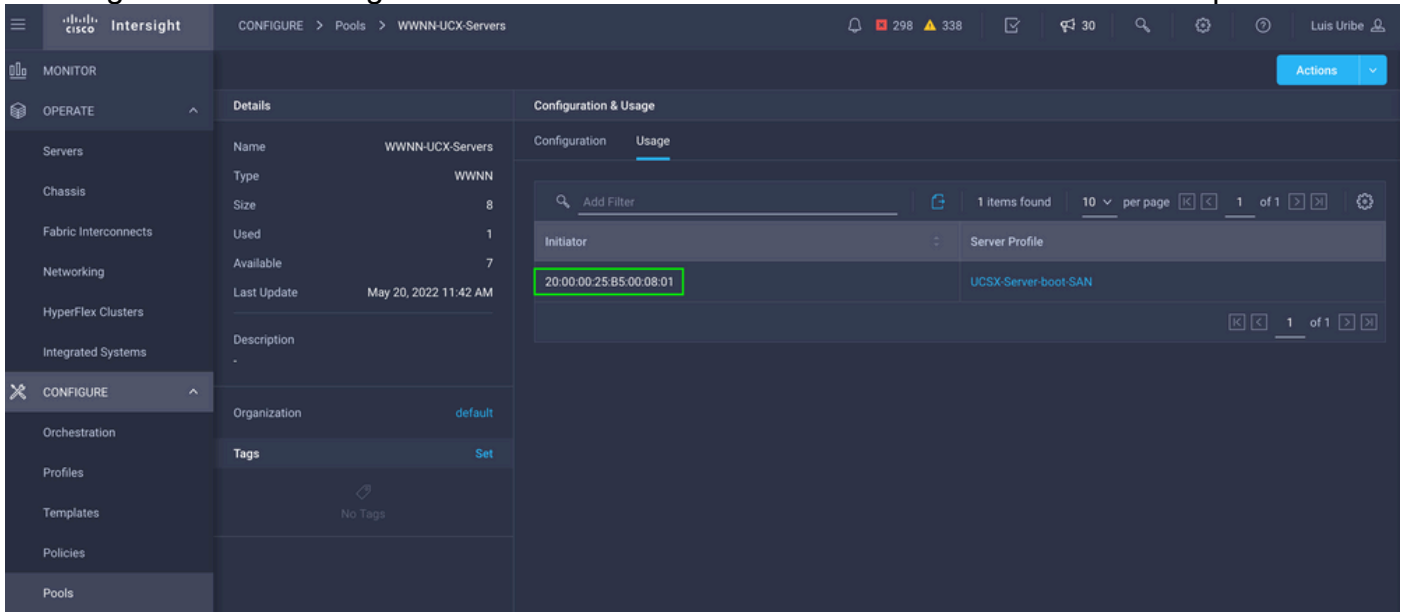 cisco Intersight
CONFIGURE > Pools > WWNN-UCX-Servers
298 338
30
Luis Uribe
MONITOR
Actions
OPERATE
Details
Configuration & Usage
Servers
Name WWNN-UCX-Servers
Configuration Usage
Type WWNN
Chassis
Size 8
Add Filter
1 items found 10 per page 1 of 1
Fabric Interconnects
Used 1
Initiator Server Profile
Available 7
Networking
20:00:00:25:B5:00:08:01 UCSX-Server-boot-SAN
Last Update May 20, 2022 11:42 AM
HyperFlex Clusters
1 of 1
Description
-
Integrated Systems
CONFIGURE
Organization default
Orchestration
Tags Set
Profiles
No Tags
Templates
Policies
Pools